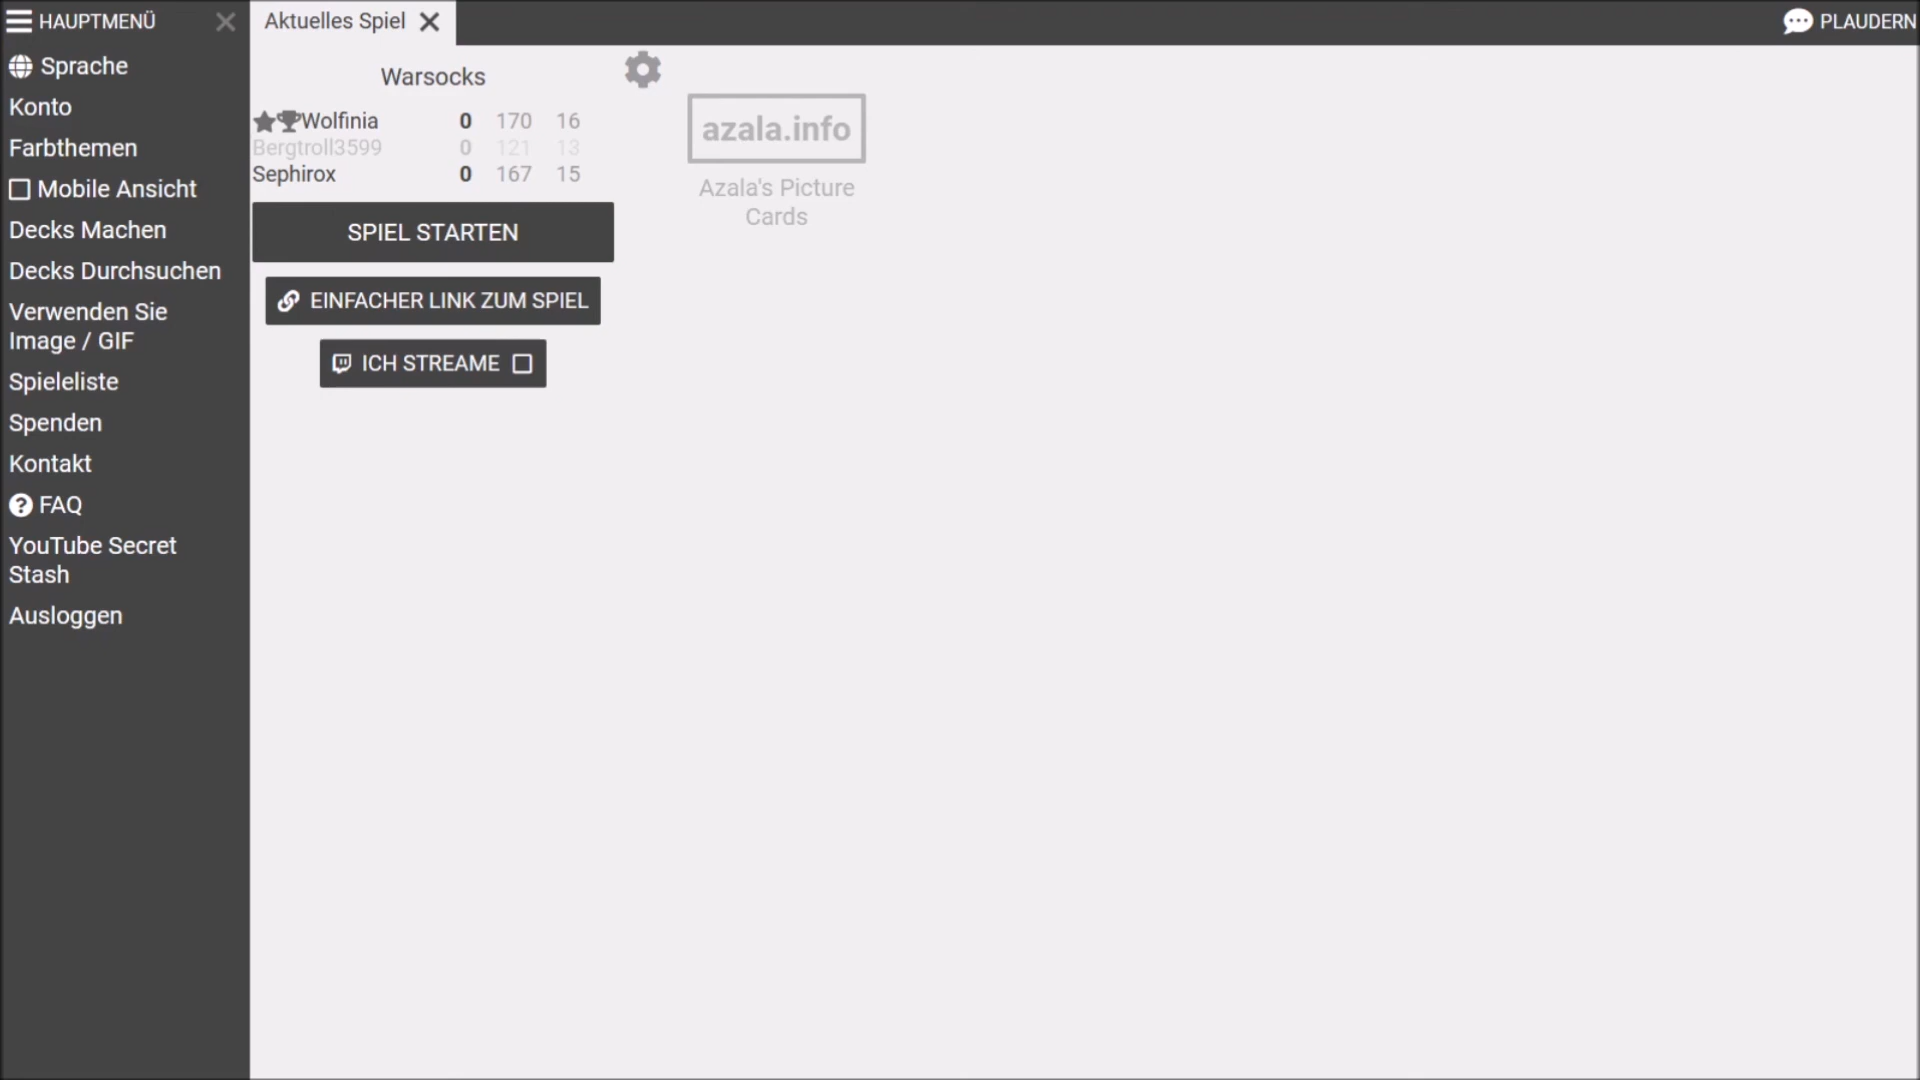 HAUPTMENÜ
Sprache
Konto
Farbthemen
Mobile Ansicht
Decks Machen
Decks Durchsuchen
Verwenden Sie
Image / GIF
Spieleliste
Spenden
Kontakt
FAQ
YouTube Secret
Stash
Ausloggen
Aktuelles Spiel
PLAUDERN
Warsocks
Wolfinia 0 170 16
Bergtroll3599 0 121 13
Sephirox 0 167 15
SPIEL STARTEN
EINFACHER LINK ZUM SPIEL
ICH STREAME
azala.info
Azala's Picture
Cards